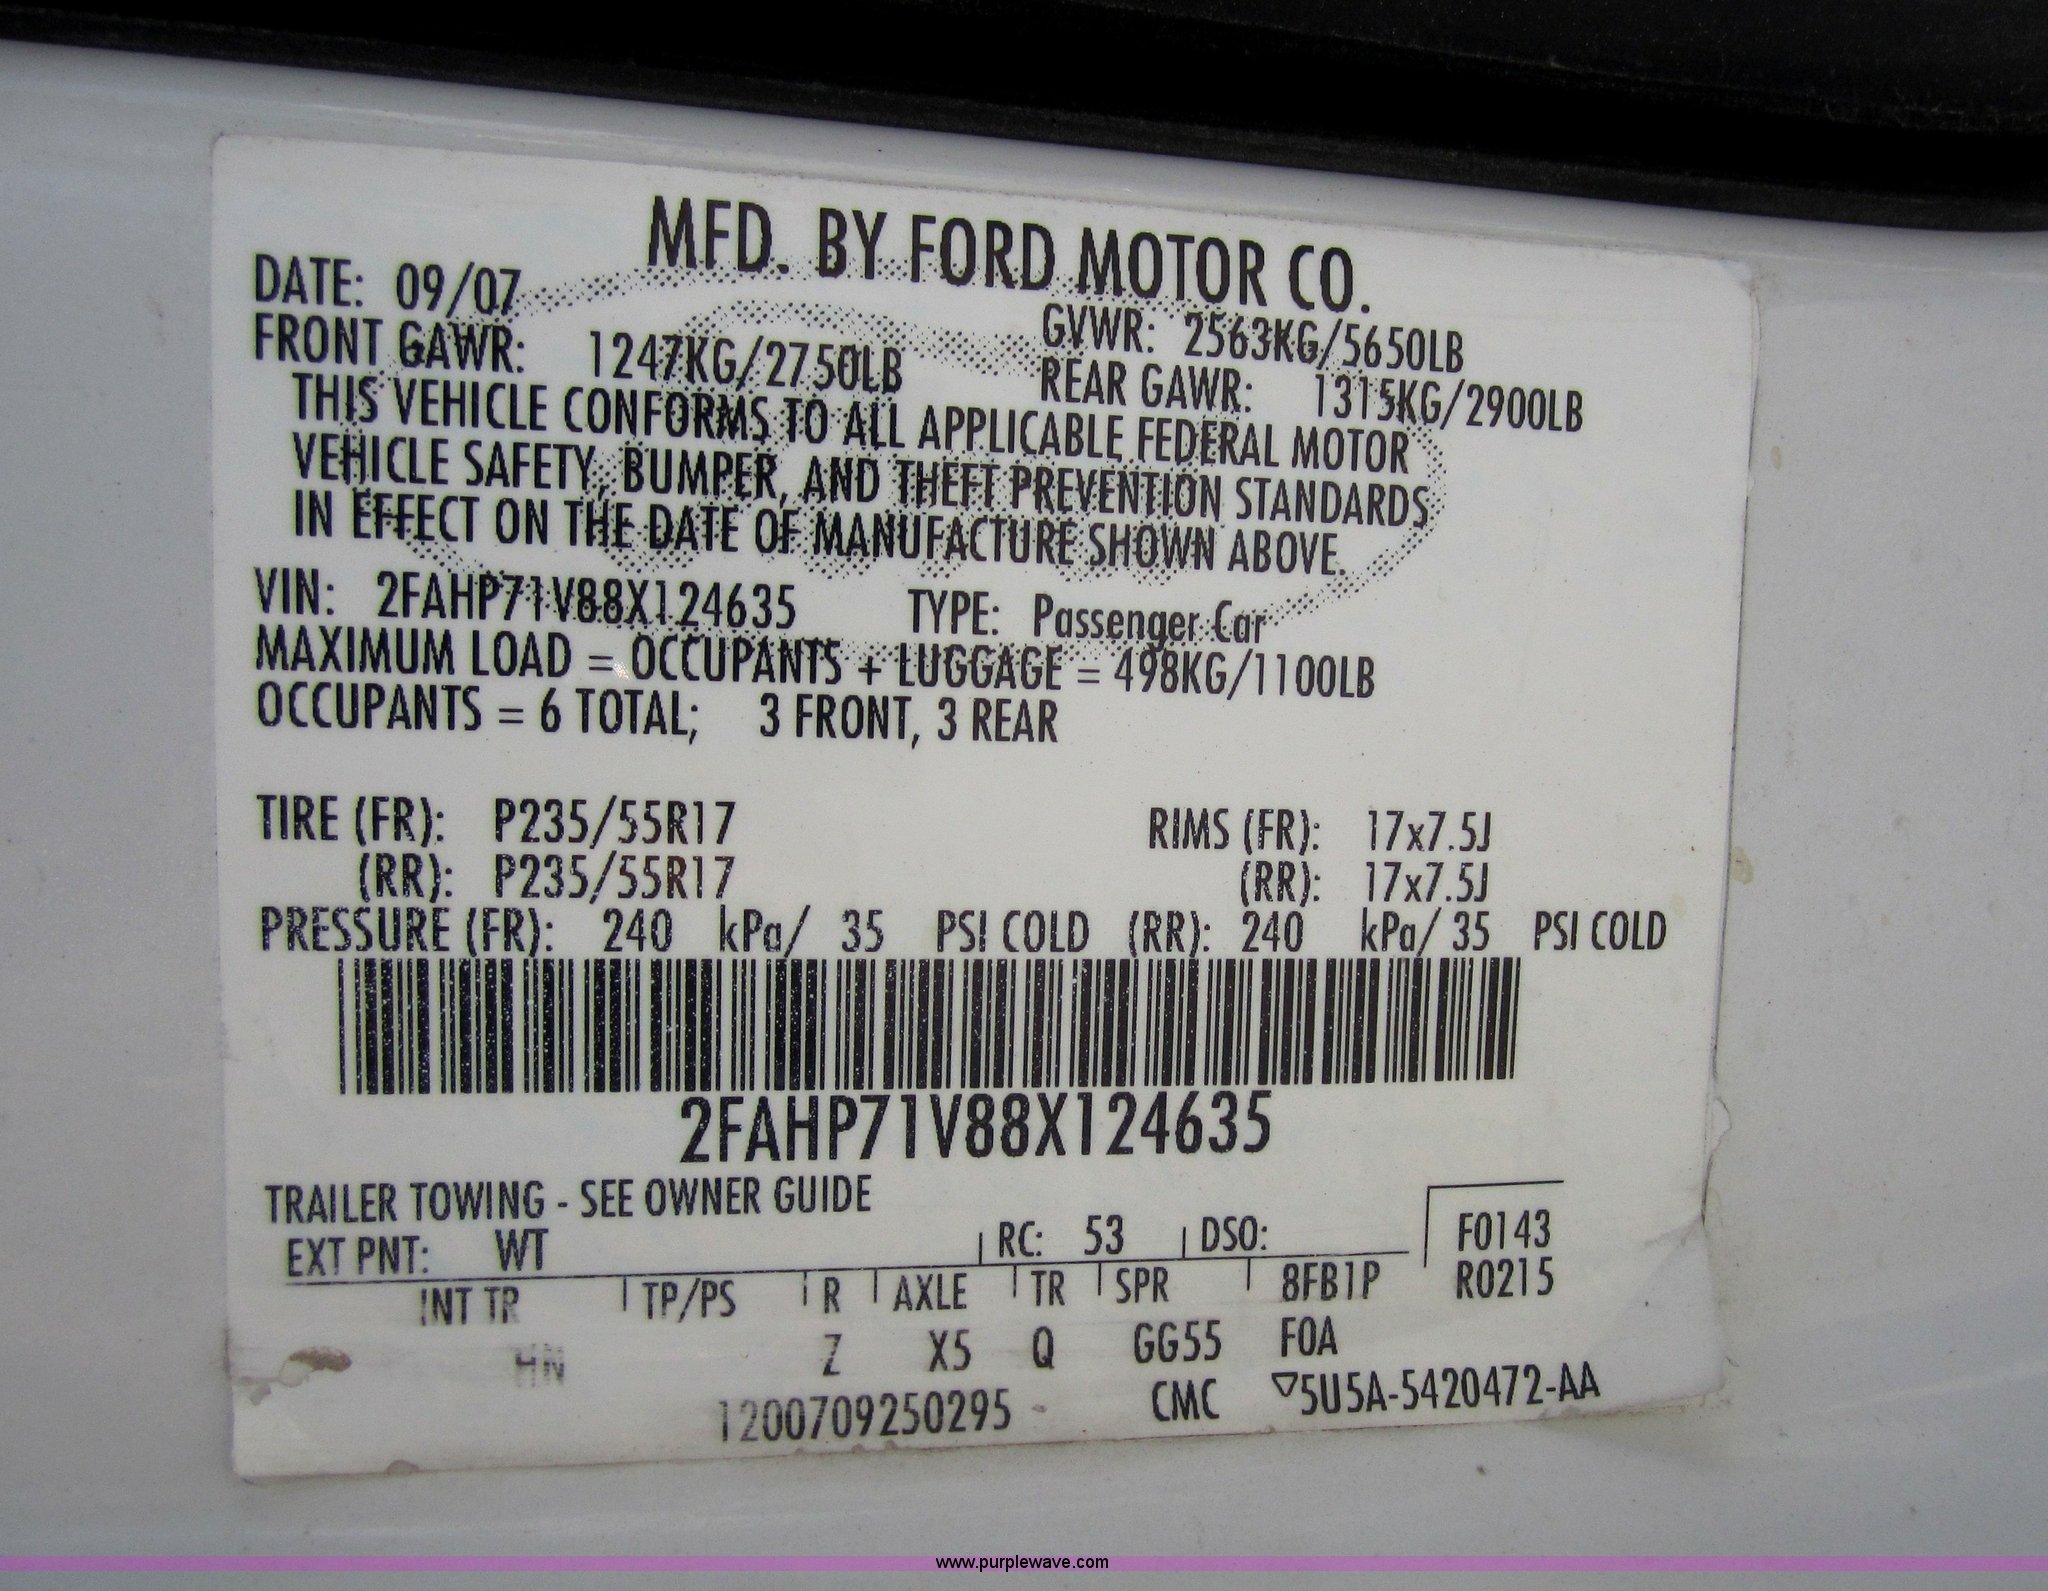 MFD. BY FORD MOTOR CO.
DATE: 09/07
GVWR: 2563KG/5650LB
FRONT GAWR: 1247KG/2750LB
REAR GAWR: 1315KG/2900LB
THIS VEHICLE CONFORMS TO ALL APPLICABLE FEDERAL MOTOR
VEHICLE SAFETY, BUMPER, AND THEFT PREVENTION STANDARDS
IN EFFECT ON THE DATE OF MANUFACTURE SHOWN ABOVE.
VIN: 2FAHP71V88X124635 TYPE: Passenger Car
MAXIMUM LOAD = OCCUPANTS + LUGGAGE = 498KG/1100LB
OCCUPANTS = 6 TOTAL; 3 FRONT, 3 REAR
TIRE (FR): P235/55R17 RIMS (FR): 17x7.5J
(RR): P235/55R17 (RR): 17x7.5J
PRESSURE (FR): 240 kPa/ 35 PSI COLD (RR): 240 kPa/ 35 PSI COLD
2FAHP71V88X124635
TRAILER TOWING - SEE OWNER GUIDE
EXT PNT: WT RC: 53 DSO: F0143
INT TR TP/PS R AXLE TR SPR 8FB1P R0215
HN Z X5 Q GG55 FOA
1200709250295 CMC ▽5U5A-5420472-AA
www.purplewave.com